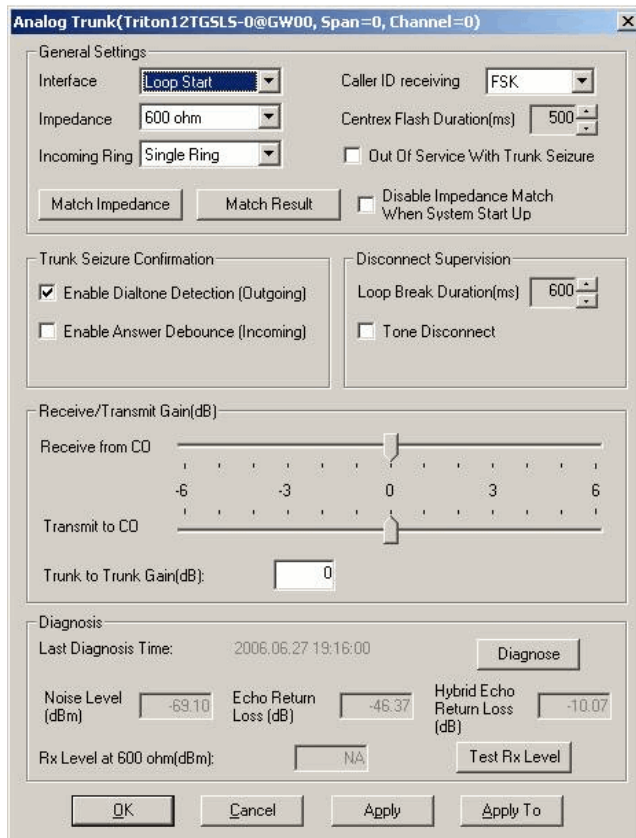 Analog Trunk(Triton12TGSLS-0@GW00, Span=0, Channel=0)
General Settings
Interface Loop Start Caller ID receiving FSK
Impedance 600 ohm Centrex Flash Duration(ms) 500
Incoming Ring Single Ring Out Of Service With Trunk Seizure
Match Impedance Match Result Disable Impedance Match
When System Start Up
Trunk Seizure Confirmation Disconnect Supervision
Enable Dialtone Detection (Outgoing) Loop Break Duration(ms) 600
Enable Answer Debounce (Incoming) Tone Disconnect
Receive/Transmit Gain(dB)
Receive from CO
-6 -3 0 3 6
Transmit to CO
Trunk to Trunk Gain(dB): 0
Diagnosis
Last Diagnosis Time: 2006.06.27 19:16:00 Diagnose
Noise Level
(dBm) -69.10 Echo Return
Loss (dB) -46.37 Hybrid Echo
Return Loss
(dB) -10.07
Rx Level at 600 ohm(dBm): NA Test Rx Level
OK Cancel Apply Apply To